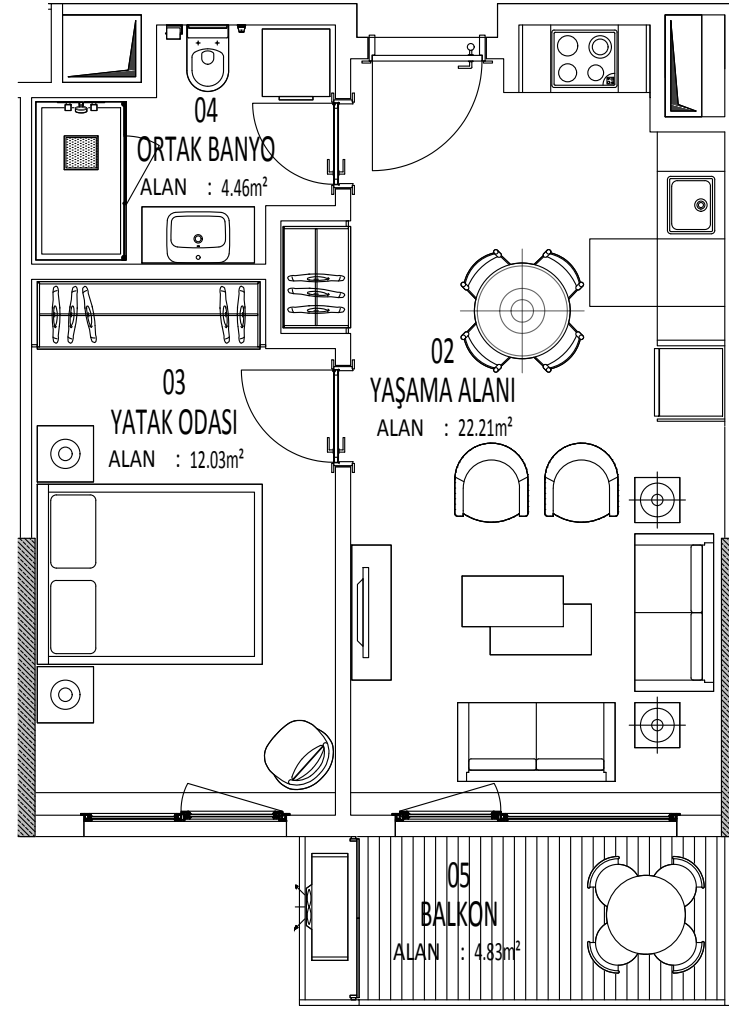 04
ORTAK BANYO
ALAN : 4.46m²
02
YAŞAMA ALANI
ALAN : 22.21m²
03
YATAK ODASI
ALAN : 12.03m²
05
BALKON
ALAN : 4.83m²